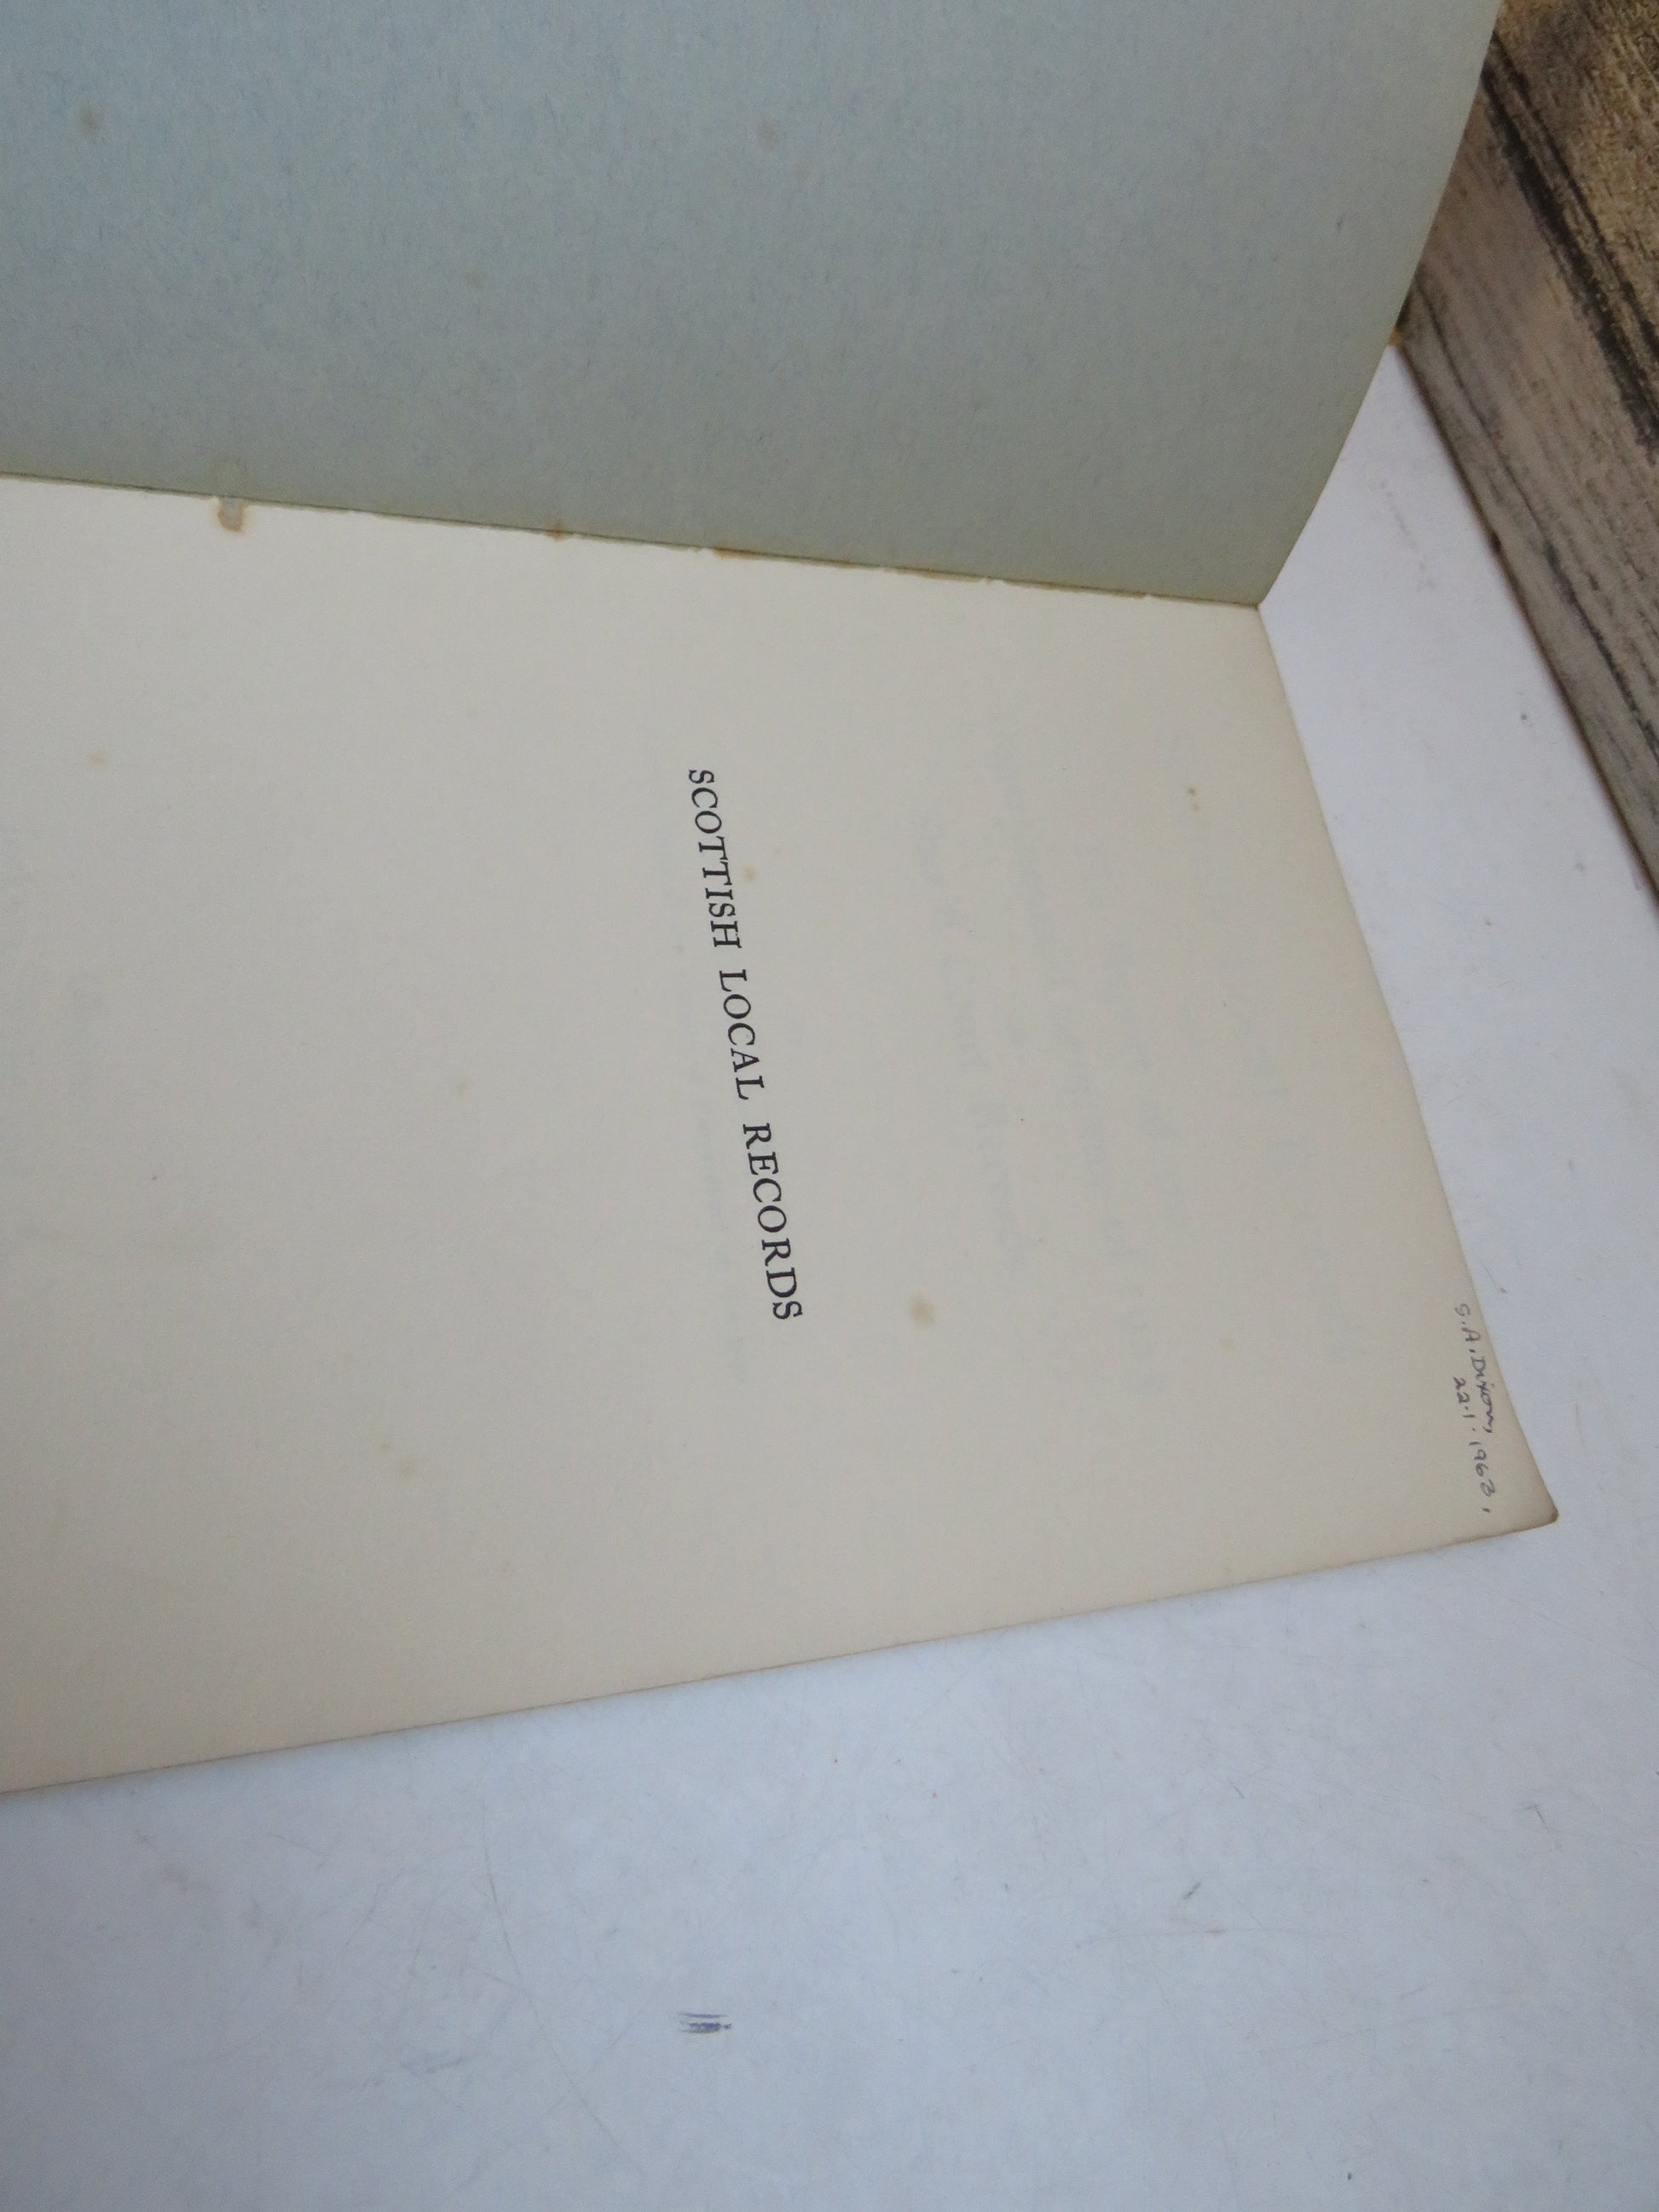 S.A. Dixon,
22.1.1963.
SCOTTISH LOCAL RECORDS